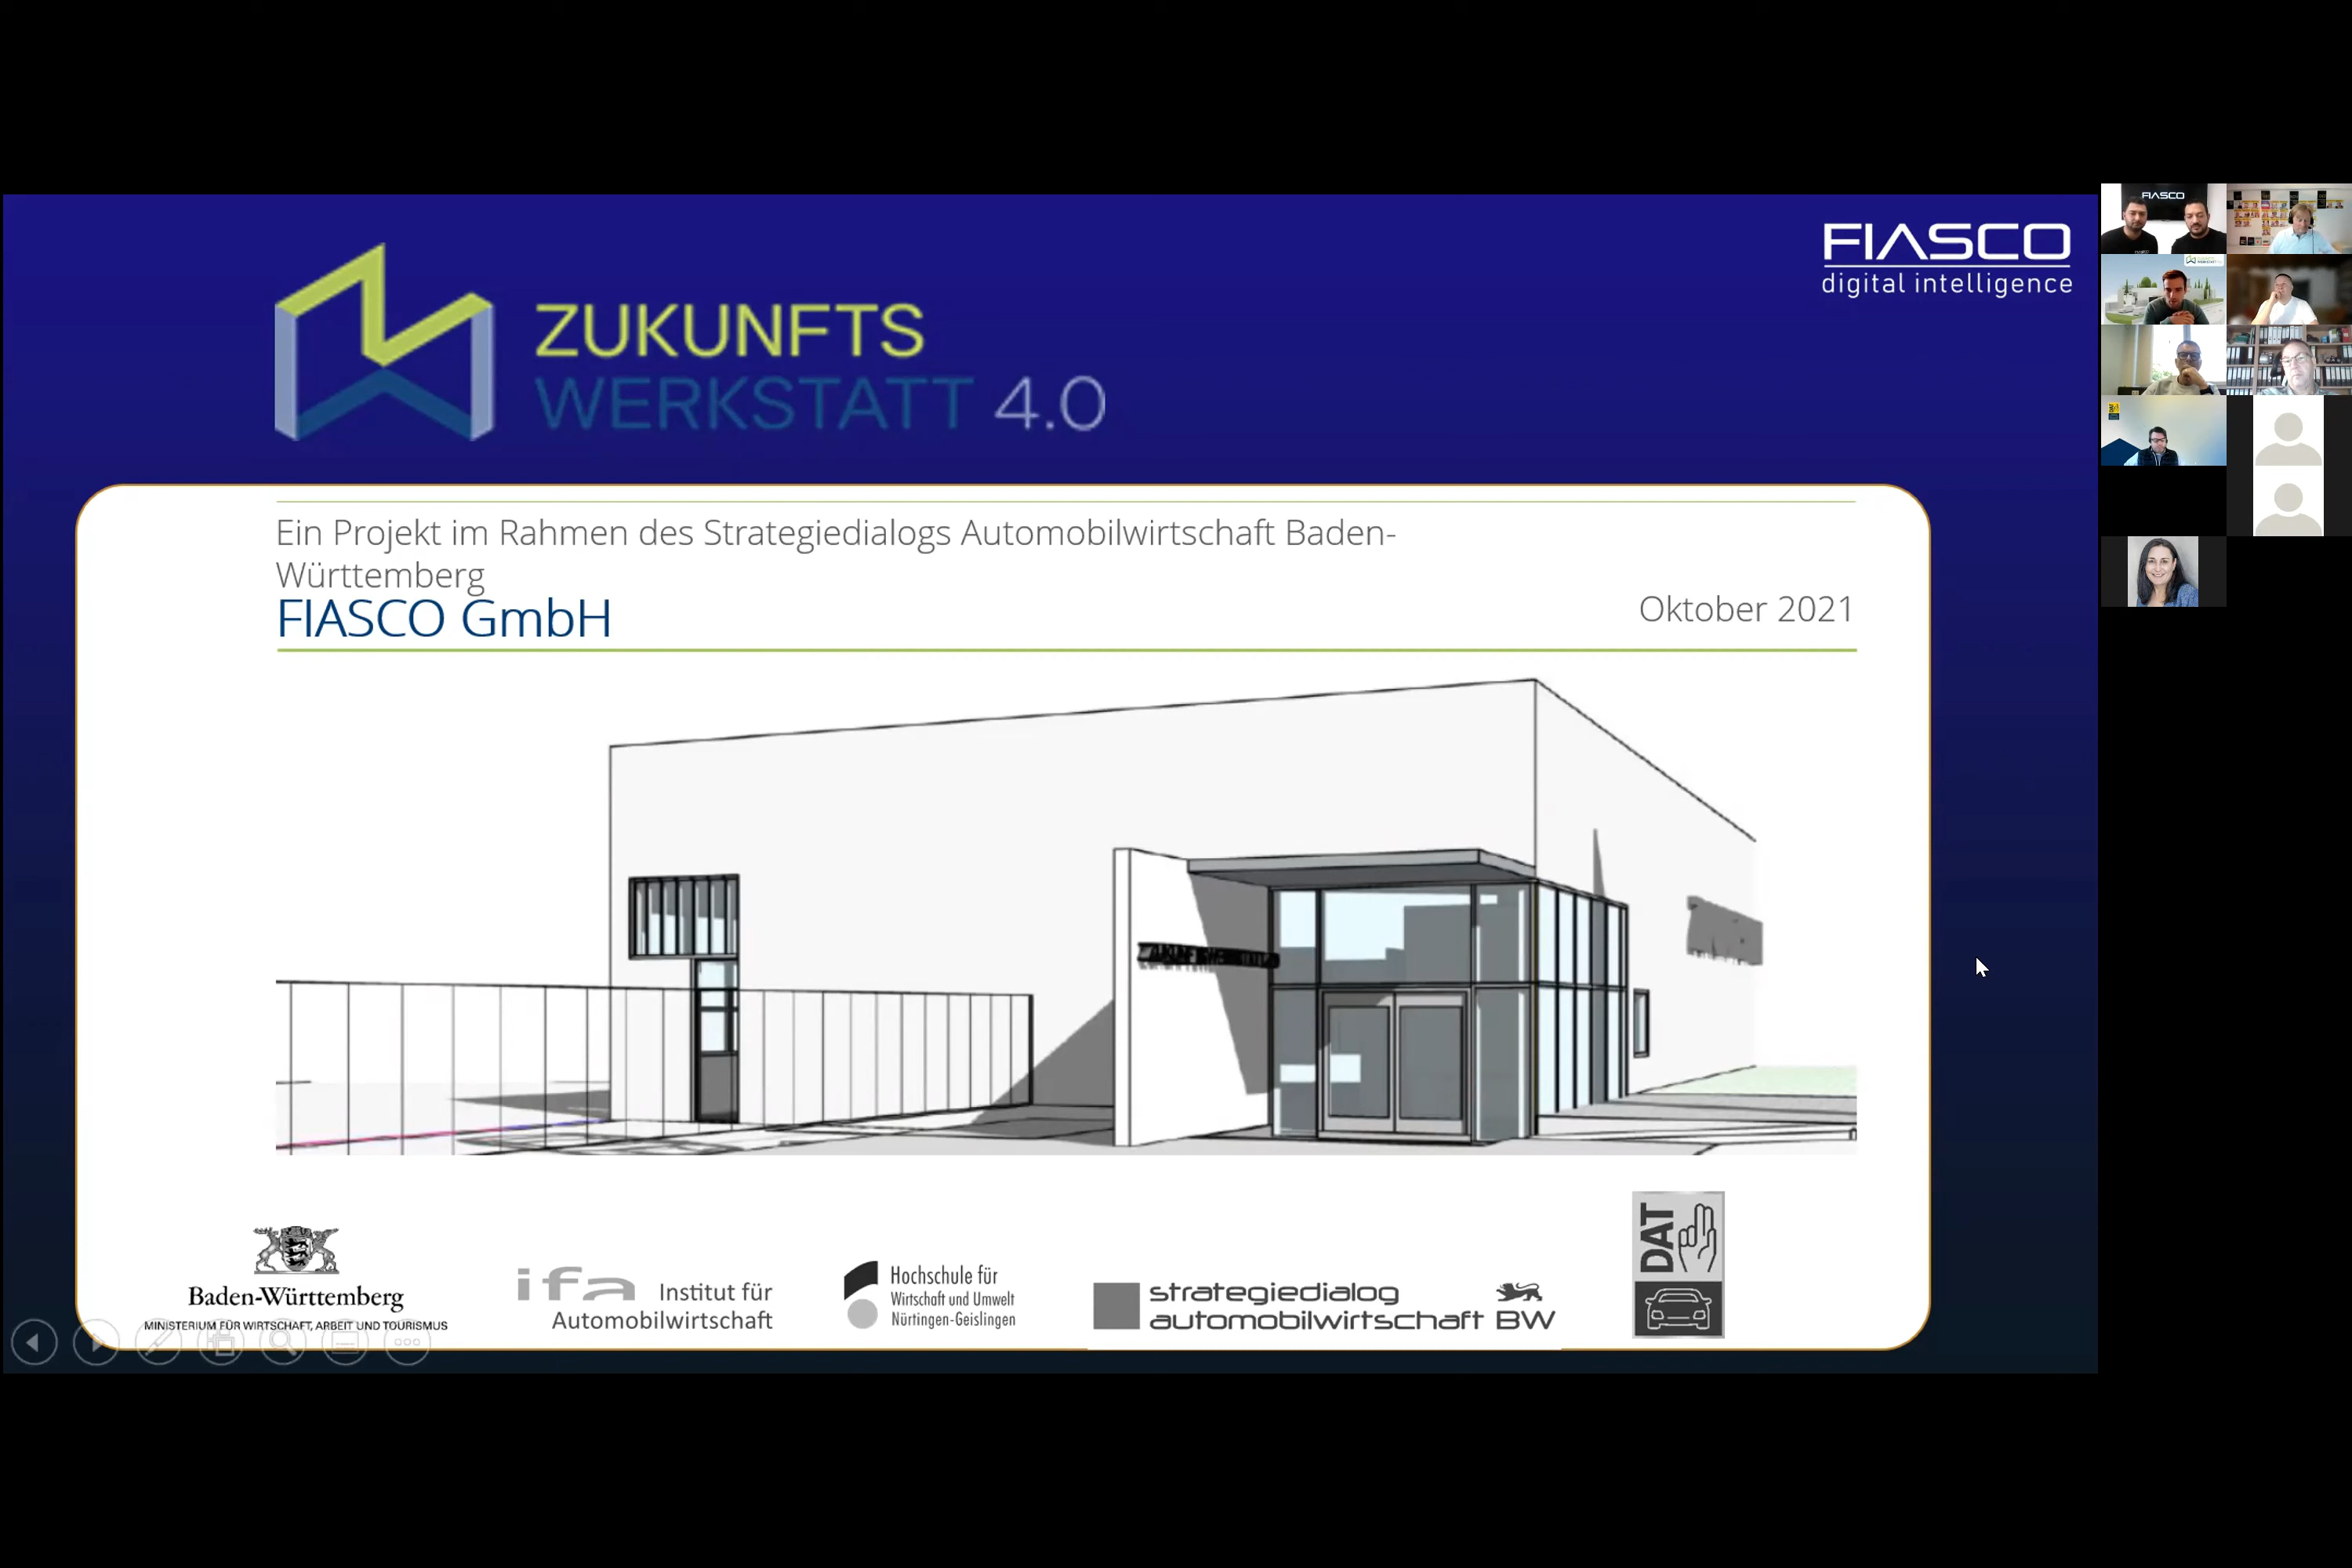 FIASCO
digital intelligence
ZUKUNFTS
WERKSTATT 4.0
Ein Projekt im Rahmen des Strategiedialogs Automobilwirtschaft Baden-
Württemberg
FIASCO GmbH
Oktober 2021
Baden-Württemberg
MINISTERIUM FÜR WIRTSCHAFT, ARBEIT UND TOURISMUS
ifa Institut für
Automobilwirtschaft
Hochschule für
Wirtschaft und Umwelt
Nürtingen-Geislingen
strategiedialog
automobilwirtschaft BW
DAT
FIASCO